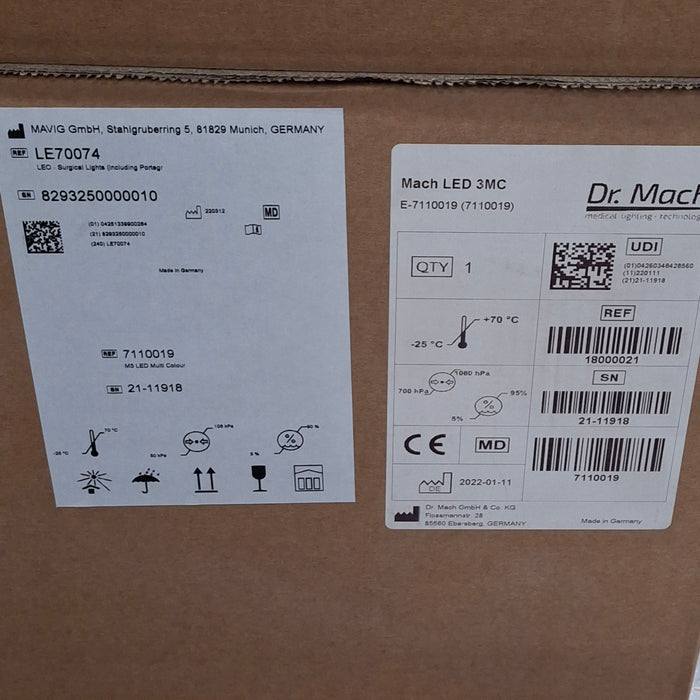 MAVIG GmbH, Stahlgruberring 5, 81829 Munich, GERMANY
REF LE70074
LED - Surgical Lights (Including Portegr
SN 8293250000010
220312
MD
(01) 04251339900284
(21) 8293250000010
(240) LE70074
Made in Germany
REF 7110019
M3 LED Multi Colour
SN 21-11918
-25 °C
70 °C
50 kPa
106 kPa
5 %
90 %
Mach LED 3MC
E-7110019 (7110019)
Dr. Mach
medical lighting · technolog
QTY 1
UDI
(01)04260346428560
(11)220111
(21)21-11918
-25 °C
+70 °C
REF
18000021
700 hPa
1060 hPa
5%
95%
SN
21-11918
CE
MD
7110019
DE
2022-01-11
Dr. Mach GmbH & Co. KG
Flossmannstr. 28
85560 Ebersberg, GERMANY
Made in Germany